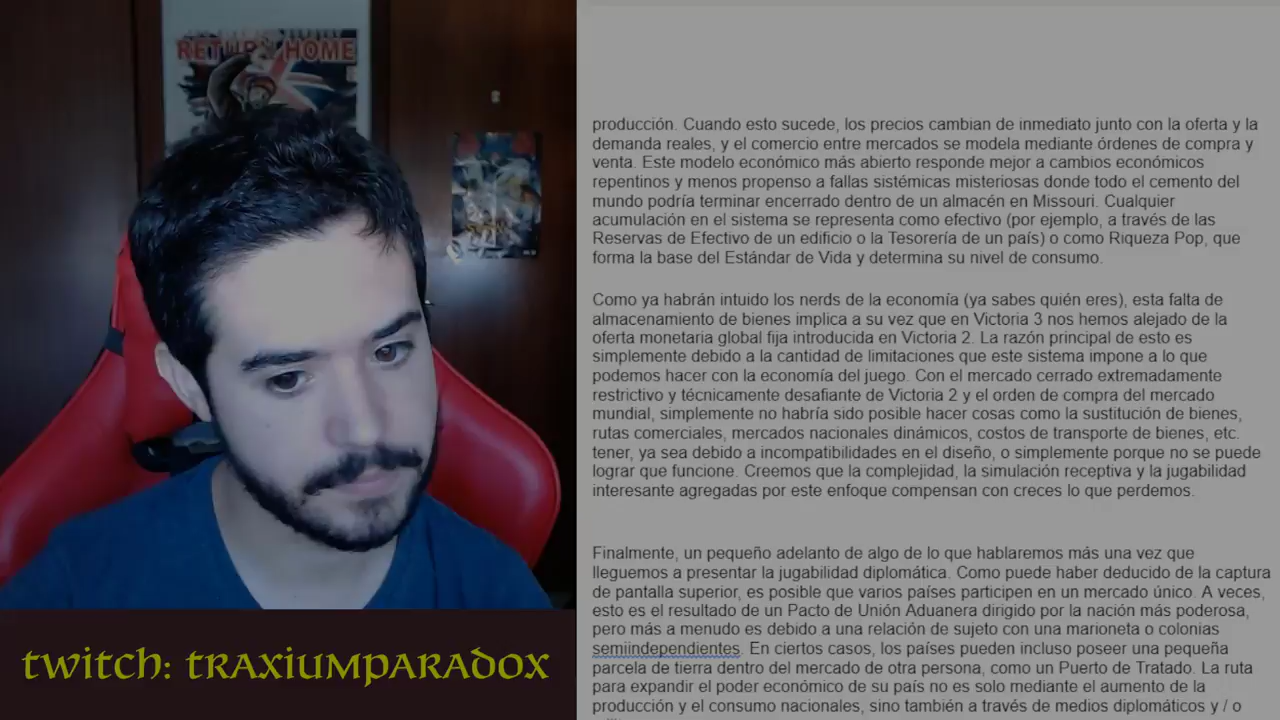 RETURN HOME
producción. Cuando esto sucede, los precios cambian de inmediato junto con la oferta y la
demanda reales, y el comercio entre mercados se modela mediante órdenes de compra y
venta. Este modelo económico más abierto responde mejor a cambios económicos
repentinos y menos propenso a fallas sistémicas misteriosas donde todo el cemento del
mundo podría terminar encerrado dentro de un almacén en Missouri. Cualquier
acumulación en el sistema se representa como efectivo (por ejemplo, a través de las
Reservas de Efectivo de un edificio o la Tesorería de un país) o como Riqueza Pop, que
forma la base del Estándar de Vida y determina su nivel de consumo.
Como ya habrán intuido los nerds de la economía (ya sabes quién eres), esta falta de
almacenamiento de bienes implica a su vez que en Victoria 3 nos hemos alejado de la
oferta monetaria global fija introducida en Victoria 2. La razón principal de esto es
simplemente debido a la cantidad de limitaciones que este sistema impone a lo que
podemos hacer con la economía del juego. Con el mercado cerrado extremadamente
restrictivo y técnicamente desafiante de Victoria 2 y el orden de compra del mercado
mundial, simplemente no habría sido posible hacer cosas como la sustitución de bienes,
rutas comerciales, mercados nacionales dinámicos, costos de transporte de bienes, etc.
tener, ya sea debido a incompatibilidades en el diseño, o simplemente porque no se puede
lograr que funcione. Creemos que la complejidad, la simulación receptiva y la jugabilidad
interesante agregadas por este enfoque compensan con creces lo que perdemos.
Finalmente, un pequeño adelanto de algo de lo que hablaremos más una vez que
lleguemos a presentar la jugabilidad diplomática. Como puede haber deducido de la captura
de pantalla superior, es posible que varios países participen en un mercado único. A veces,
esto es el resultado de un Pacto de Unión Aduanera dirigido por la nación más poderosa,
pero más a menudo es debido a una relación de sujeto con una marioneta o colonias
semiindependientes. En ciertos casos, los países pueden incluso poseer una pequeña
parcela de tierra dentro del mercado de otra persona, como un Puerto de Tratado. La ruta
para expandir el poder económico de su país no es solo mediante el aumento de la
producción y el consumo nacionales, sino también a través de medios diplomáticos y / o
twitch: traxiumparadox